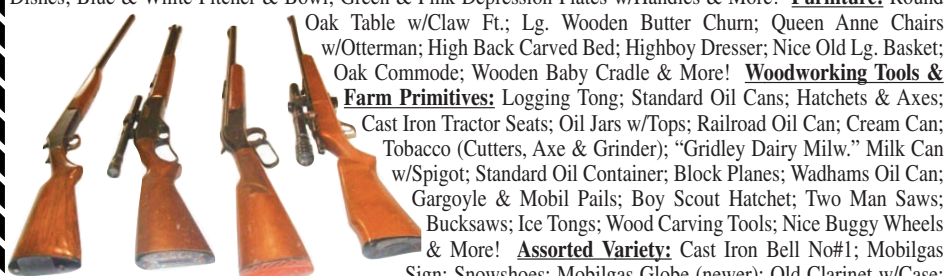 Dishes; Blue & White Pitcher & Bowl; Green & Pink Depression Plates w/Handles & More! Furniture: Round
Oak Table w/Claw Ft.; Lg. Wooden Butter Churn; Queen Anne Chairs
w/Otterman; High Back Carved Bed; Highboy Dresser; Nice Old Lg. Basket;
Oak Commode; Wooden Baby Cradle & More! Woodworking Tools &
Farm Primitives: Logging Tong; Standard Oil Cans; Hatchets & Axes;
Cast Iron Tractor Seats; Oil Jars w/Tops; Railroad Oil Can; Cream Can;
Tobacco (Cutters, Axe & Grinder); “Gridley Dairy Milw.” Milk Can
w/Spigot; Standard Oil Container; Block Planes; Wadhams Oil Can;
Gargoyle & Mobil Pails; Boy Scout Hatchet; Two Man Saws;
Bucksaws; Ice Tongs; Wood Carving Tools; Nice Buggy Wheels
& More! Assorted Variety: Cast Iron Bell No#1; Mobilgas
Sign; Snowshoes; Mobilgas Globe (newer); Old Clarinet w/Case